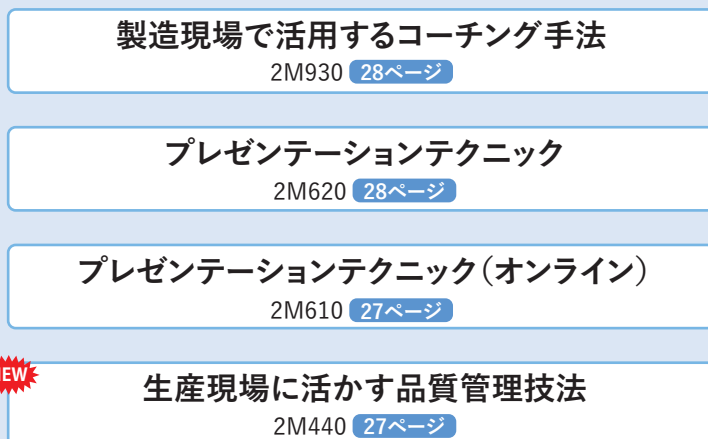 製造現場で活用するコーチング手法
2M930 28ページ
プレゼンテーションテクニック
2M620 28ページ
プレゼンテーションテクニック(オンライン)
2M610 27ページ
NEW
生産現場に活かす品質管理技法
2M440 27ページ